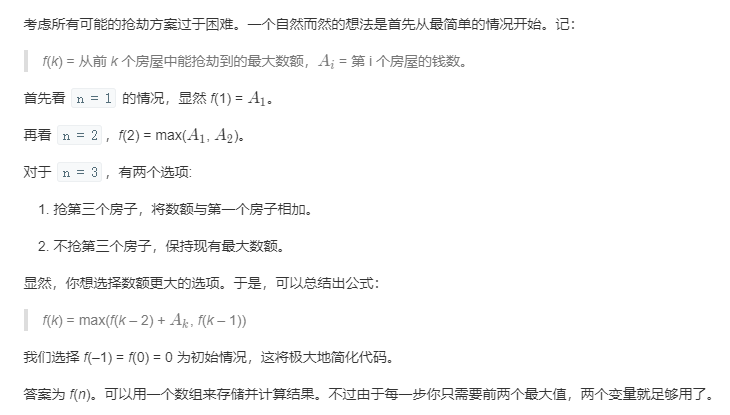 考虑所有可能的抢劫方案过于困难。一个自然而然的想法是首先从最简单的情况开始。记：
f(k) = 从前 k 个房屋中能抢劫到的最大数额，Aᵢ = 第 i 个房屋的钱数。
首先看 n = 1 的情况，显然 f(1) = A₁。
再看 n = 2 ，f(2) = max(A₁, A₂)。
对于 n = 3 ，有两个选项:
1. 抢第三个房子，将数额与第一个房子相加。
2. 不抢第三个房子，保持现有最大数额。
显然，你想选择数额更大的选项。于是，可以总结出公式：
f(k) = max(f(k – 2) + Aₖ, f(k – 1))
我们选择 f(–1) = f(0) = 0 为初始情况，这将极大地简化代码。
答案为 f(n)。可以用一个数组来存储并计算结果。不过由于每一步你只需要前两个最大值，两个变量就足够用了。